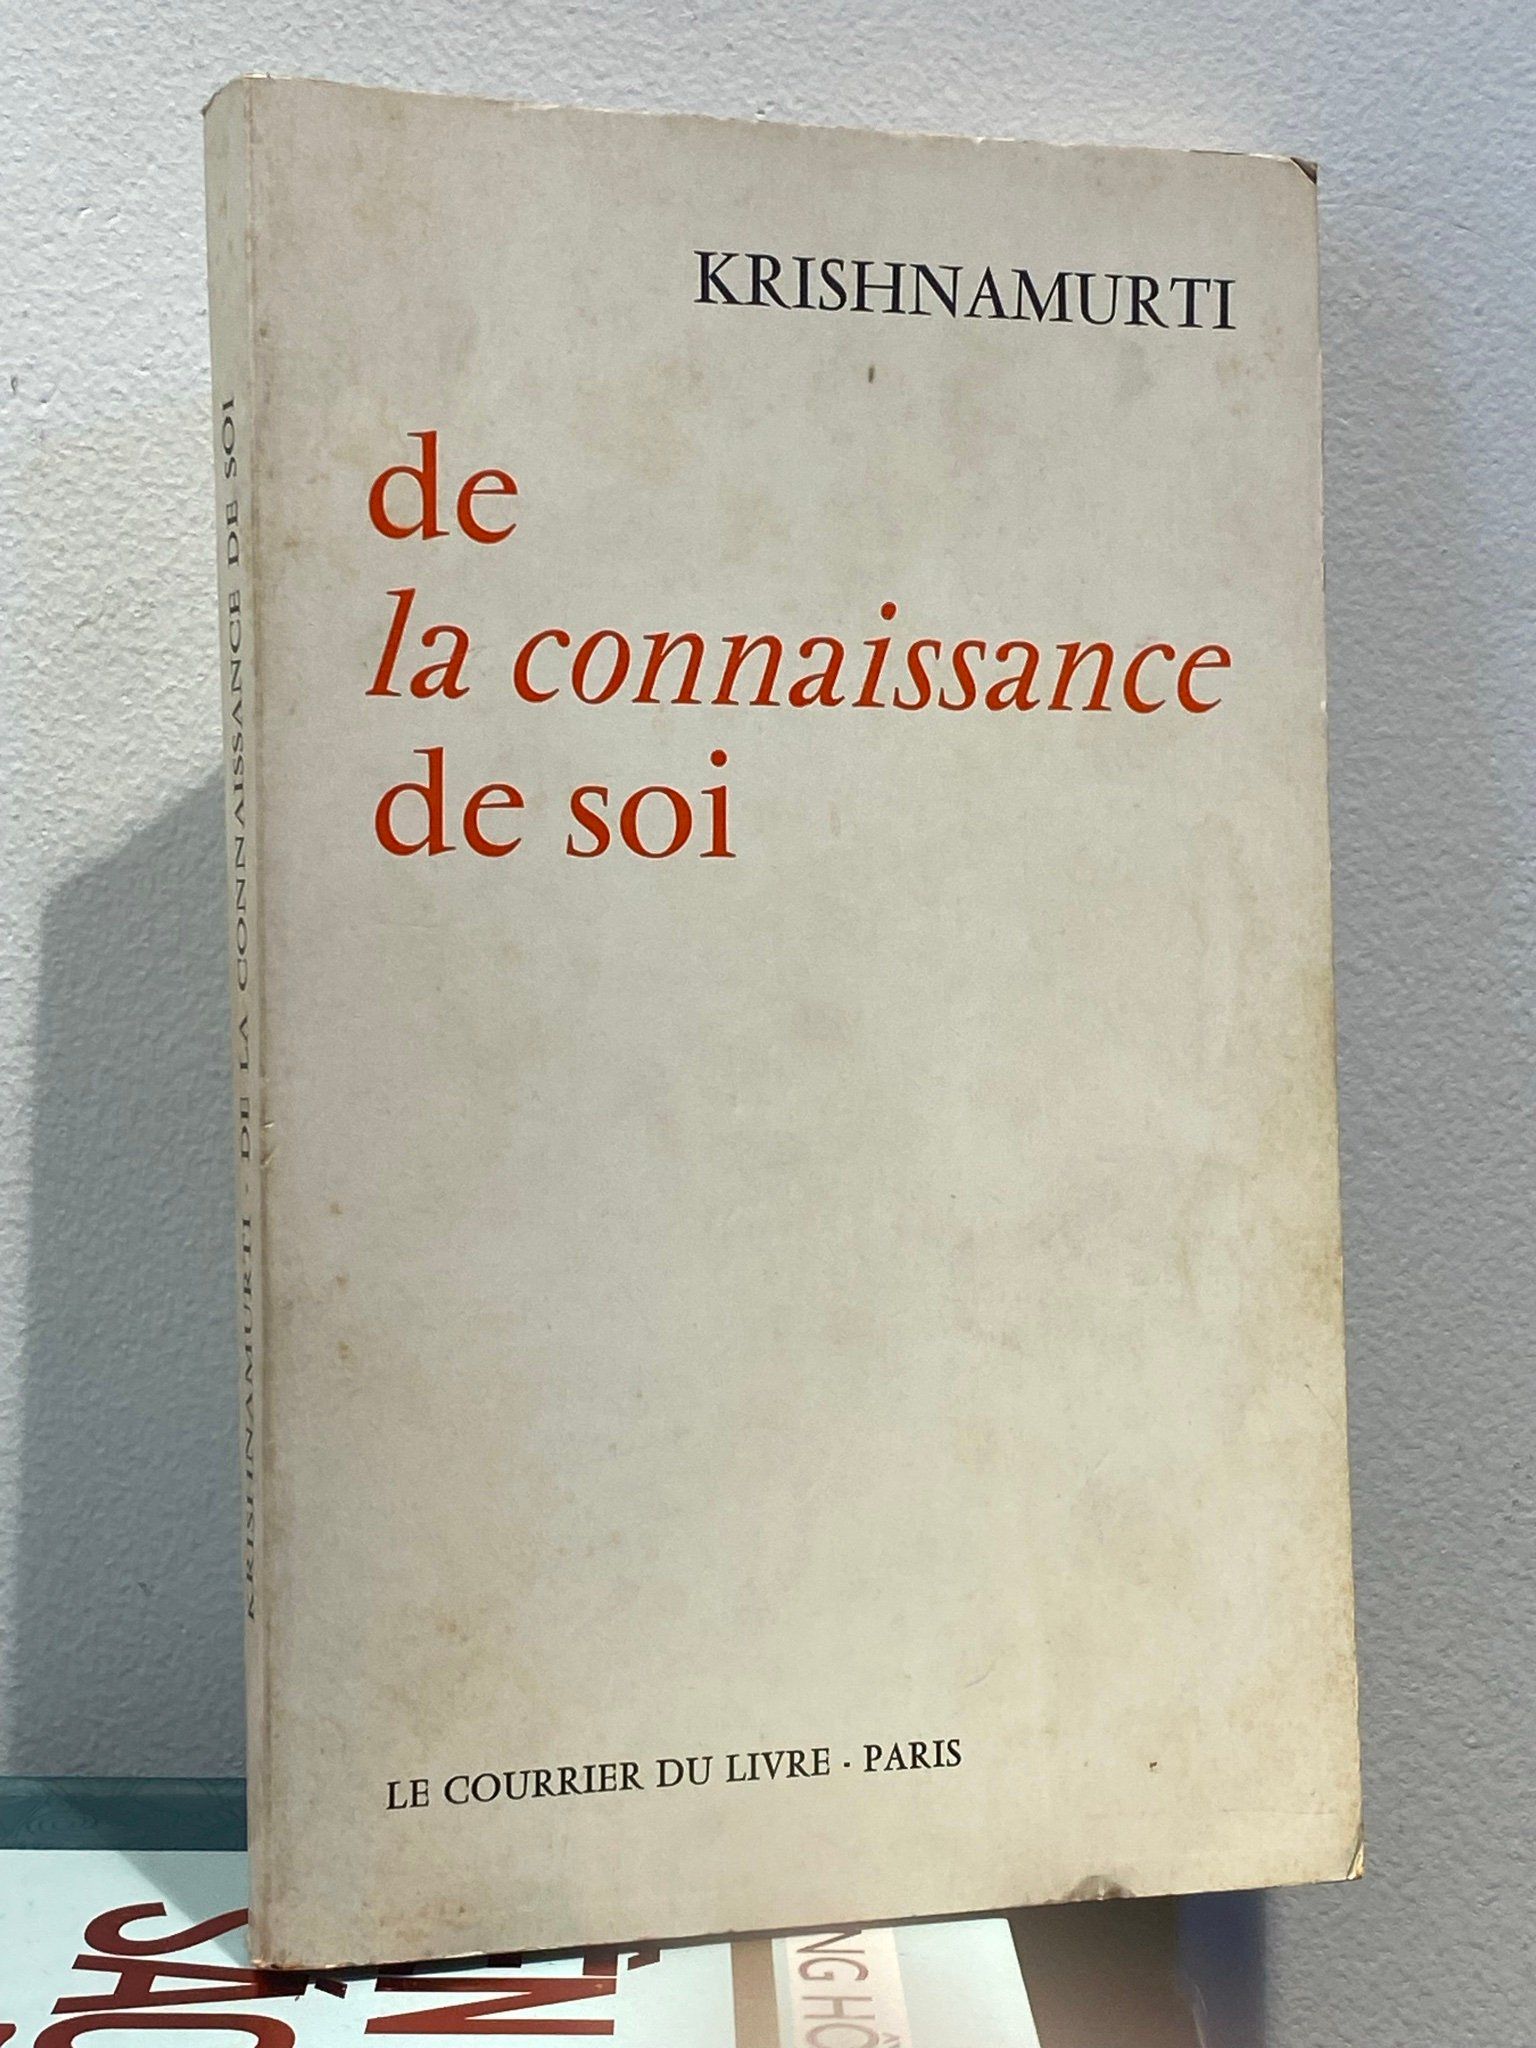 KRISHNAMURTI
de
la connaissance
de soi
LE COURRIER DU LIVRE . PARIS
KRISHNAMURTI . DE LA CONNAISSANCE DE SOI